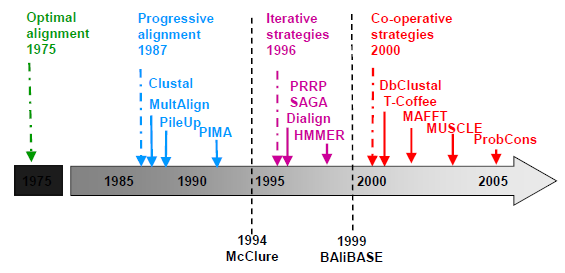 Optimal
alignment
1975
Progressive
alignment
1987
Iterative
strategies
1996
Co-operative
strategies
2000
Clustal
MultAlign
PileUp
PIMA
PRRP
SAGA
Dialign
HMMER
DbClustal
T-Coffee
MAFFT
MUSCLE
ProbCons
1975
1985
1990
1995
2000
2005
1994
McClure
1999
BAliBASE